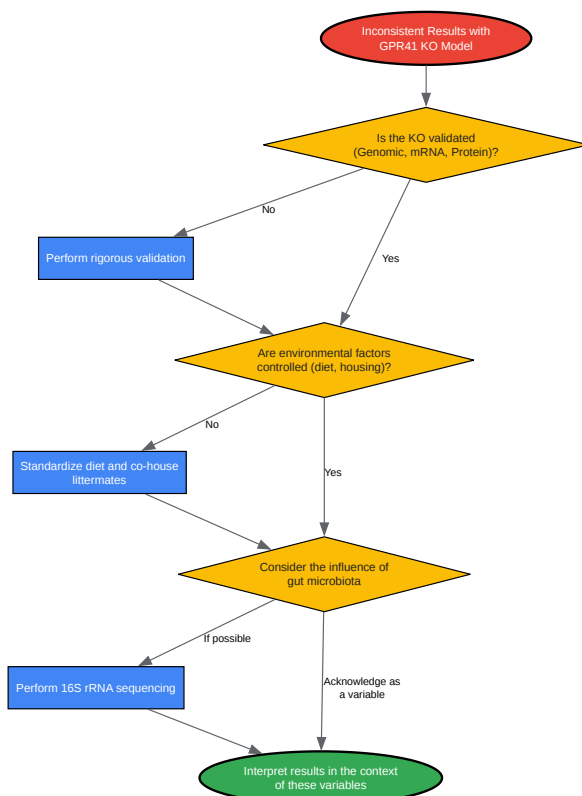 Inconsistent Results with
GPR41 KO Model
Is the KO validated
(Genomic, mRNA, Protein)?
No
Yes
Perform rigorous validation
Are environmental factors
controlled (diet, housing)?
No
Yes
Standardize diet and co-house
littermates
Consider the influence of
gut microbiota
If possible
Acknowledge as
a variable
Perform 16S rRNA sequencing
Interpret results in the context
of these variables